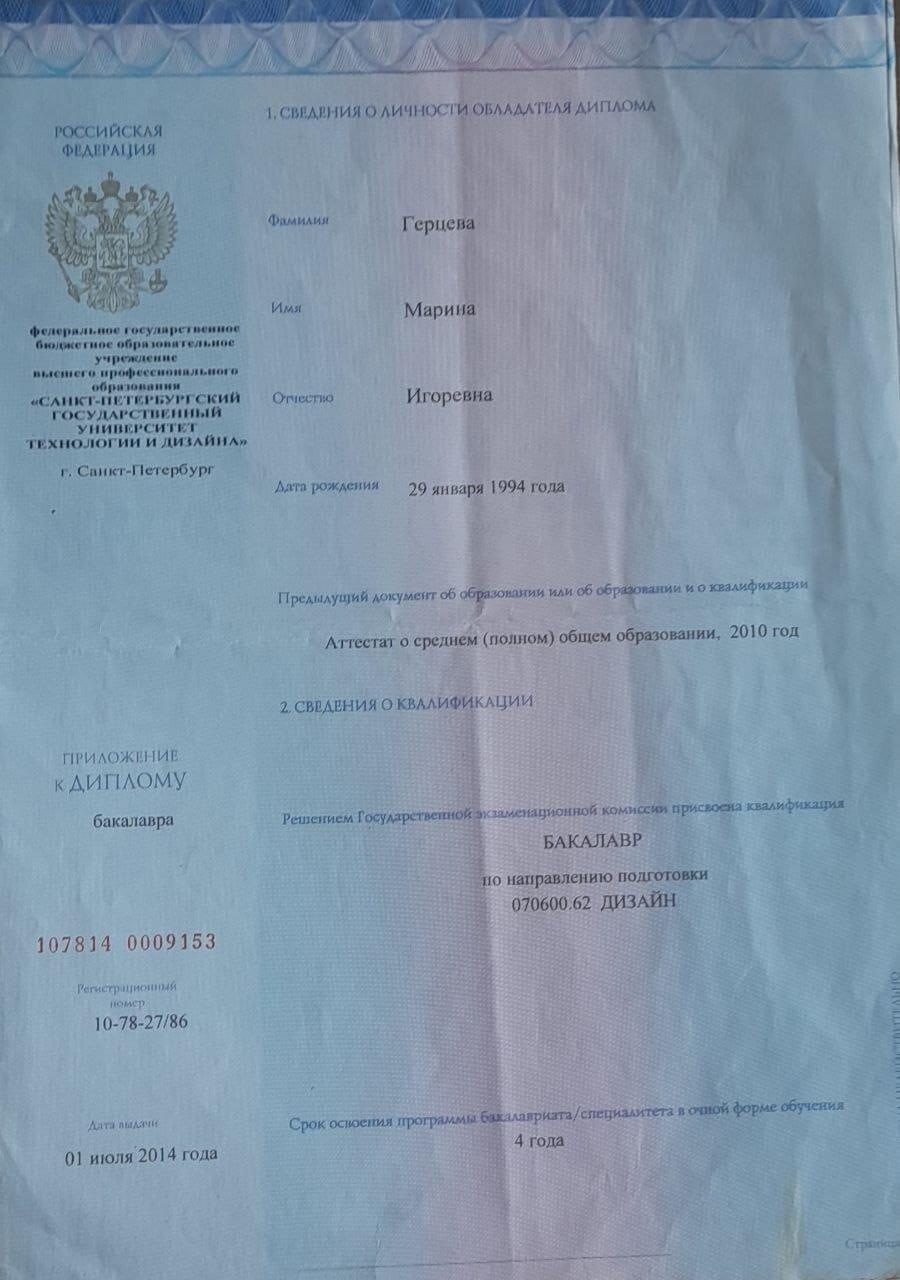 РОССИЙСКАЯ
ФЕДЕРАЦИЯ
федеральное государственное
бюджетное образовательное
учреждение
высшего профессионального
образования
«САНКТ-ПЕТЕРБУРГСКИЙ
ГОСУДАРСТВЕННЫЙ
УНИВЕРСИТЕТ
ТЕХНОЛОГИИ И ДИЗАЙНА»
г. Санкт-Петербург
ПРИЛОЖЕНИЕ
к ДИПЛОМУ
бакалавра
107814 0009153
Регистрационный
номер
10-78-27/86
Дата выдачи
01 июля 2014 года
1. СВЕДЕНИЯ О ЛИЧНОСТИ ОБЛАДАТЕЛЯ ДИПЛОМА
Фамилия Герцева
Имя Марина
Отчество Игоревна
Дата рождения 29 января 1994 года
Предыдущий документ об образовании или об образовании и о квалификации
Аттестат о среднем (полном) общем образовании, 2010 год
2. СВЕДЕНИЯ О КВАЛИФИКАЦИИ
Решением Государственной экзаменационной комиссии присвоена квалификация
БАКАЛАВР
по направлению подготовки
070600.62 ДИЗАЙН
Срок освоения программы бакалавриата/специалитета в очной форме обучения
4 года
Страница